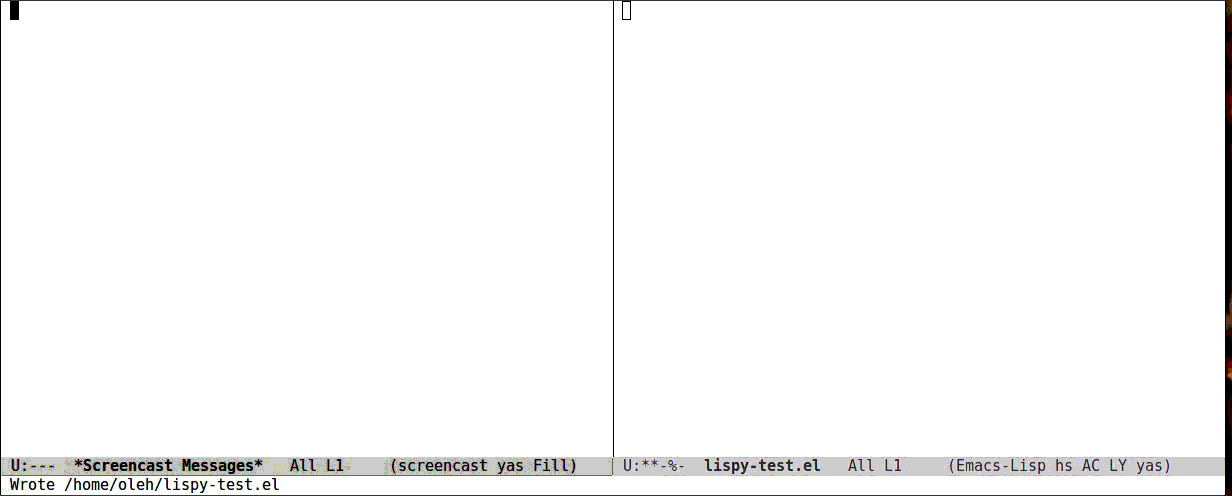 U:--- *Screencast Messages* All L1 (screencast yas Fill)
U:**-%- lispy-test.el All L1 (Emacs-Lisp hs AC LY yas)
Wrote /home/oleh/lispy-test.el